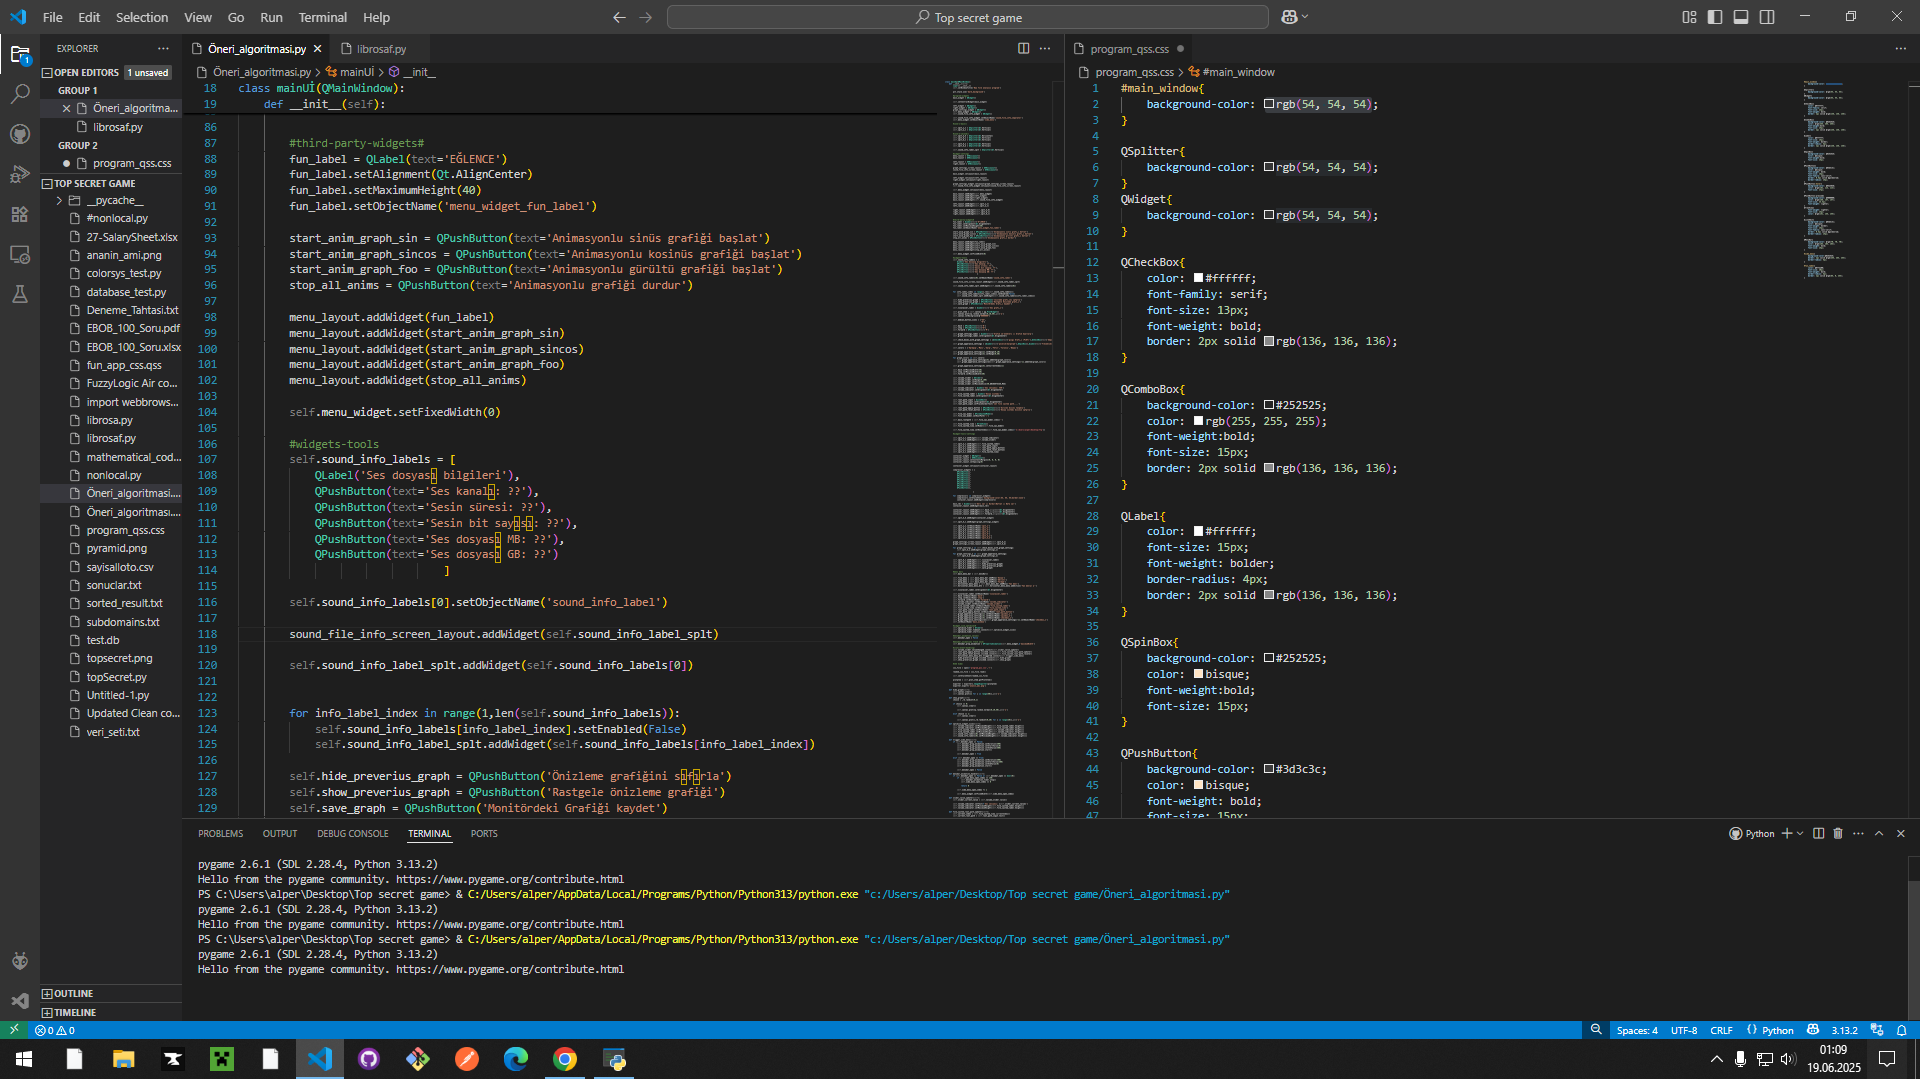 File Edit Selection View Go Run Terminal Help
Top secret game
EXPLORER
OPEN EDITORS 1 unsaved
GROUP 1
Öneri_algoritma...
librosaf.py
GROUP 2
program_qss.css
TOP SECRET GAME
__pycache__
#nonlocal.py
27-SalarySheet.xlsx
ananin_ami.png
colorsys_test.py
database_test.py
Deneme_Tahtasi.txt
EBOB_100_Soru.pdf
EBOB_100_Soru.xlsx
fun_app_css.qss
FuzzyLogic Air co...
import webbrows...
librosa.py
librosaf.py
mathematical_cod...
nonlocal.py
Öneri_algoritmasi....
Öneri_algoritmasi....
program_qss.css
pyramid.png
sayisalloto.csv
sonuclar.txt
sorted_result.txt
subdomains.txt
test.db
topsecret.png
topSecret.py
Untitled-1.py
Updated Clean co...
veri_seti.txt
OUTLINE
TIMELINE
Öneri_algoritmasi.py librosaf.py
Öneri_algoritmasi.py > mainUİ > __init__
18 class mainUİ(QMainWindow):
19 def __init__(self):
86
87 #third-party-widgets#
88 fun_label = QLabel(text='EĞLENCE')
89 fun_label.setAlignment(Qt.AlignCenter)
90 fun_label.setMaximumHeight(40)
91 fun_label.setObjectName('menu_widget_fun_label')
92
93 start_anim_graph_sin = QPushButton(text='Animasyonlu sinüs grafiği başlat')
94 start_anim_graph_sincos = QPushButton(text='Animasyonlu kosinüs grafiği başlat')
95 start_anim_graph_foo = QPushButton(text='Animasyonlu gürültü grafiği başlat')
96 stop_all_anims = QPushButton(text='Animasyonlu grafiği durdur')
97
98 menu_layout.addWidget(fun_label)
99 menu_layout.addWidget(start_anim_graph_sin)
100 menu_layout.addWidget(start_anim_graph_sincos)
101 menu_layout.addWidget(start_anim_graph_foo)
102 menu_layout.addWidget(stop_all_anims)
103
104 self.menu_widget.setFixedWidth(0)
105
106 #widgets-tools
107 self.sound_info_labels = [
108 QLabel('Ses dosyası bilgileri'),
109 QPushButton(text='Ses kanalı: ??'),
110 QPushButton(text='Sesin süresi: ??'),
111 QPushButton(text='Sesin bit sayısı: ??'),
112 QPushButton(text='Ses dosyası MB: ??'),
113 QPushButton(text='Ses dosyası GB: ??')
114 ]
115
116 self.sound_info_labels[0].setObjectName('sound_info_label')
117
118 sound_file_info_screen_layout.addWidget(self.sound_info_label_splt)
119
120 self.sound_info_label_splt.addWidget(self.sound_info_labels[0])
121
122
123 for info_label_index in range(1,len(self.sound_info_labels)):
124 self.sound_info_labels[info_label_index].setEnabled(False)
125 self.sound_info_label_splt.addWidget(self.sound_info_labels[info_label_index])
126
127 self.hide_preverius_graph = QPushButton('Önizleme grafiğini sıfırla')
128 self.show_preverius_graph = QPushButton('Rastgele önizleme grafiği')
129 self.save_graph = QPushButton('Monitördeki Grafiği kaydet')
program_qss.css
program_qss.css > #main_window
1 #main_window{
2 background-color: rgb(54, 54, 54);
3 }
4
5 QSplitter{
6 background-color: rgb(54, 54, 54);
7 }
8 QWidget{
9 background-color: rgb(54, 54, 54);
10 }
11
12 QCheckBox{
13 color: #ffffff;
14 font-family: serif;
15 font-size: 13px;
16 font-weight: bold;
17 border: 2px solid rgb(136, 136, 136);
18 }
19
20 QComboBox{
21 background-color: #252525;
22 color: rgb(255, 255, 255);
23 font-weight:bold;
24 font-size: 15px;
25 border: 2px solid rgb(136, 136, 136);
26 }
27
28 QLabel{
29 color: #ffffff;
30 font-size: 15px;
31 font-weight: bolder;
32 border-radius: 4px;
33 border: 2px solid rgb(136, 136, 136);
34 }
35
36 QSpinBox{
37 background-color: #252525;
38 color: bisque;
39 font-weight:bold;
40 font-size: 15px;
41 }
42
43 QPushButton{
44 background-color: #3d3c3c;
45 color: bisque;
46 font-weight: bold;
47 font-size: 15px;
PROBLEMS OUTPUT DEBUG CONSOLE TERMINAL PORTS
Python
pygame 2.6.1 (SDL 2.28.4, Python 3.13.2)
Hello from the pygame community. https://www.pygame.org/contribute.html
PS C:\Users\alper\Desktop\Top secret game> & C:/Users/alper/AppData/Local/Programs/Python/Python313/python.exe "c:/Users/alper/Desktop/Top secret game/Öneri_algoritmasi.py"
pygame 2.6.1 (SDL 2.28.4, Python 3.13.2)
Hello from the pygame community. https://www.pygame.org/contribute.html
PS C:\Users\alper\Desktop\Top secret game> & C:/Users/alper/AppData/Local/Programs/Python/Python313/python.exe "c:/Users/alper/Desktop/Top secret game/Öneri_algoritmasi.py"
pygame 2.6.1 (SDL 2.28.4, Python 3.13.2)
Hello from the pygame community. https://www.pygame.org/contribute.html
0 0
Spaces: 4 UTF-8 CRLF Python 3.13.2
01:09
19.06.2025